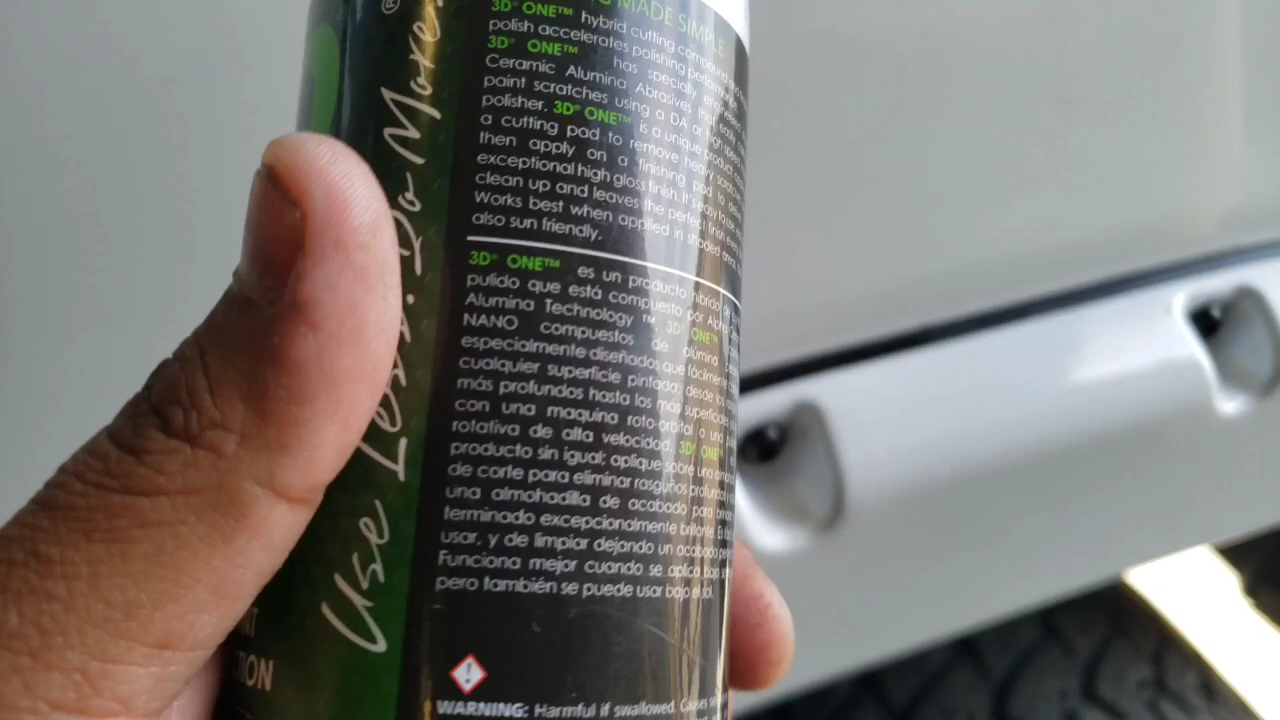 ®
Use Less. Do More.
G MADE SIMPLE
3D® ONE™ hybrid cutting compound and
polish accelerates polishing performance.
3D® ONE™ has specially engineered
Ceramic Alumina Abrasives that easily
paint scratches using a DA or high speed
polisher. 3D® ONE™ is a unique product
a cutting pad to remove heavy scratches
then apply on a finishing pad to
exceptional high gloss finish. It's easy to use
clean up and leaves the perfect finish every
Works best when applied in shaded area,
also sun friendly.
3D® ONE™ es un producto híbrido de
pulido que está compuesto por Alpha
Alumina Technology ™. 3D® ONE™
NANO compuestos de alúmina
especialmente diseñados que fácilmente
cualquier superficie pintada; desde los
más profundos hasta los más superficiales
con una maquina roto-orbital o una
rotativa de alta velocidad. 3D® ONE™
producto sin igual; aplique sobre una
de corte para eliminar rasguños profundos y
una almohadilla de acabado para
terminado excepcionalmente brillante. Es
usar, y de limpiar dejando un acabado
Funciona mejor cuando se aplica bajo
pero también se puede usar bajo el sol.
NT
TION
WARNING: Harmful if swallowed. Causes